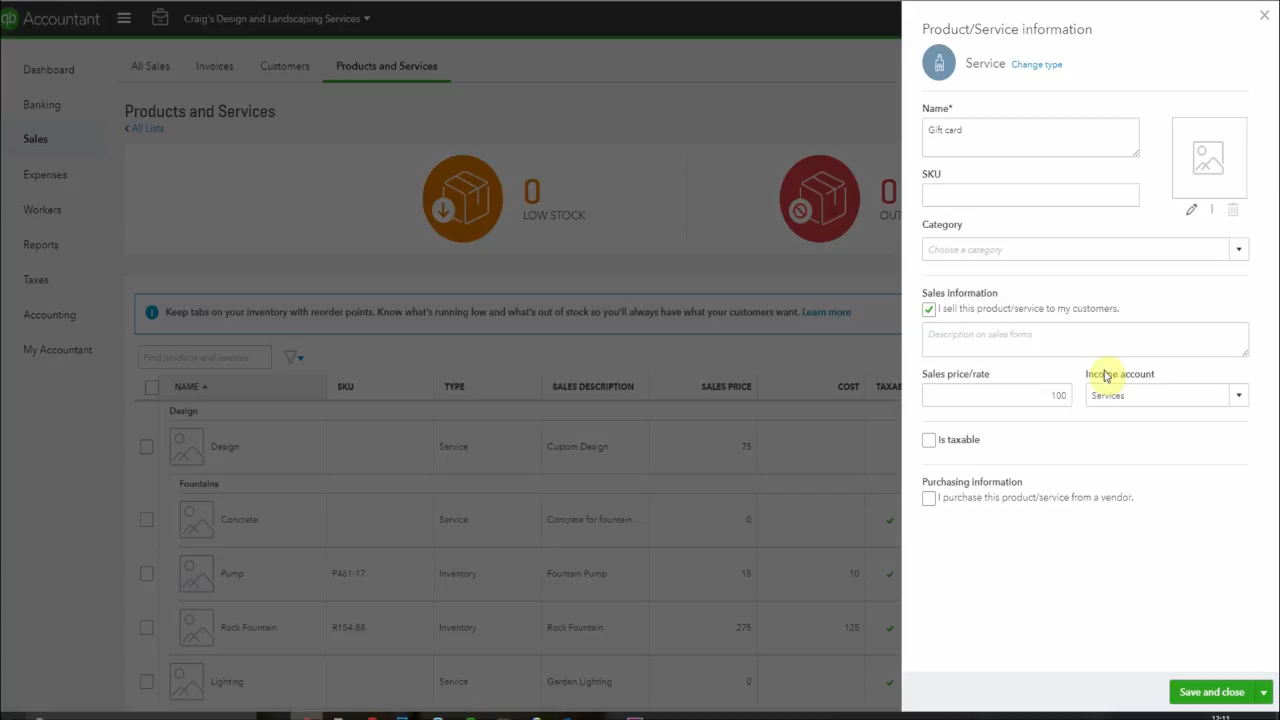 qb Accountant Craig's Design and Landscaping Services
Dashboard
Banking
Sales
Expenses
Workers
Reports
Taxes
Accounting
My Accountant
All Sales Invoices Customers Products and Services
Products and Services
All Lists
0
LOW STOCK
0
Keep tabs on your inventory with reorder points. Know what's running low and what's out of stock so you'll always have what your customers want. Learn more
Find products and services
NAME SKU TYPE SALES DESCRIPTION SALES PRICE COST
Design
Design Service Custom Design 75
Fountains
Concrete Service Concrete for fountain ... 0
Pump P461-17 Inventory Fountain Pump 15 10
Rock Fountain R154-88 Inventory Rock Fountain 275 125
Lighting Service Garden Lighting 0
Product/Service information
Service Change type
Name*
Gift card
SKU
Category
Choose a category
Sales information
I sell this product/service to my customers.
Description on sales forms
Sales price/rate Income account
100 Services
Is taxable
Purchasing information
I purchase this product/service from a vendor.
Save and close